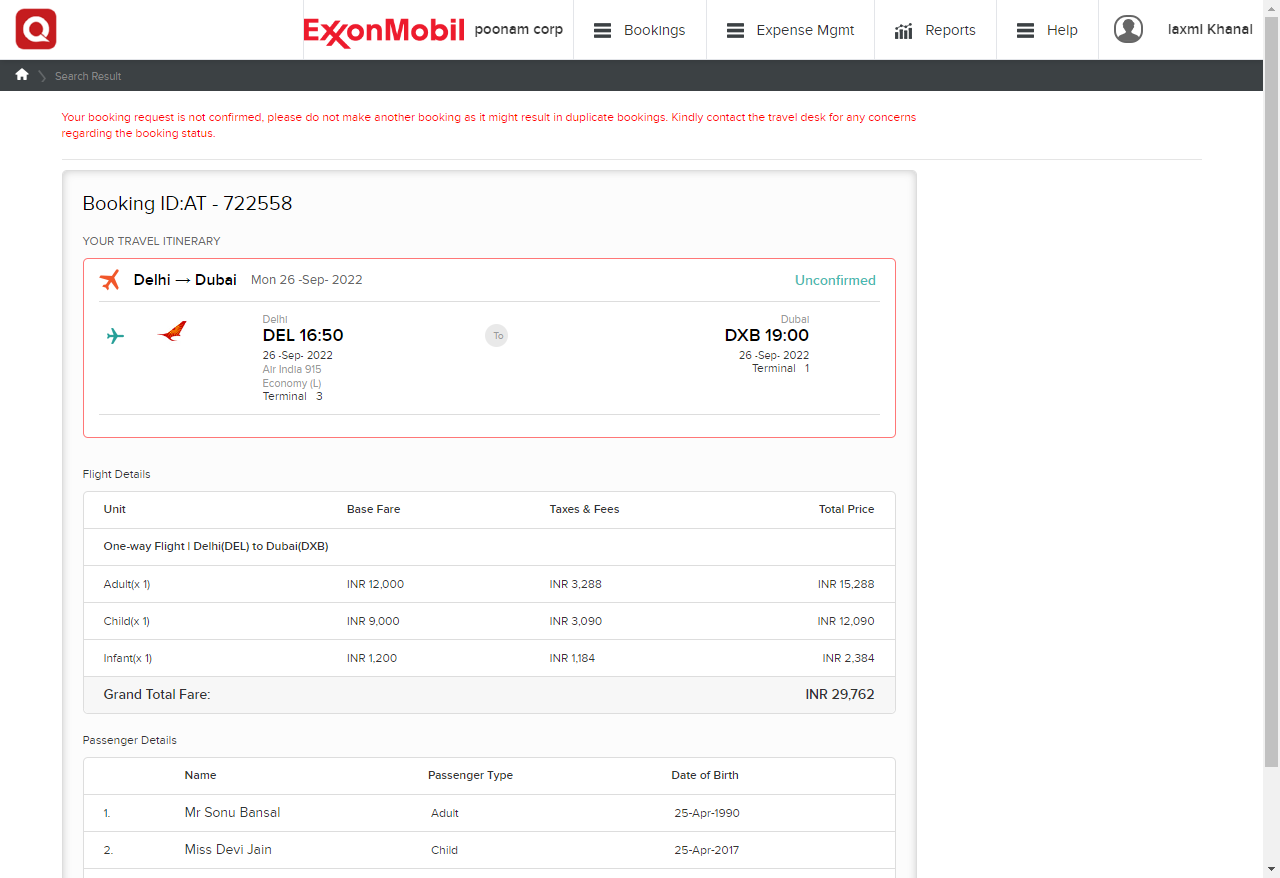 Q
ExxonMobil poonam corp Bookings Expense Mgmt Reports Help laxmi Khanal
Search Result
Your booking request is not confirmed, please do not make another booking as it might result in duplicate bookings. Kindly contact the travel desk for any concerns
regarding the booking status.
Booking ID:AT - 722558
YOUR TRAVEL ITINERARY
Delhi → Dubai Mon 26 -Sep- 2022 Unconfirmed
Delhi Dubai
DEL 16:50 To DXB 19:00
26 -Sep- 2022 26 -Sep- 2022
Air India 915 Terminal 1
Economy (L)
Terminal 3
Flight Details
Unit Base Fare Taxes & Fees Total Price
One-way Flight | Delhi(DEL) to Dubai(DXB)
Adult(x 1) INR 12,000 INR 3,288 INR 15,288
Child(x 1) INR 9,000 INR 3,090 INR 12,090
Infant(x 1) INR 1,200 INR 1,184 INR 2,384
Grand Total Fare: INR 29,762
Passenger Details
Name Passenger Type Date of Birth
1. Mr Sonu Bansal Adult 25-Apr-1990
2. Miss Devi Jain Child 25-Apr-2017